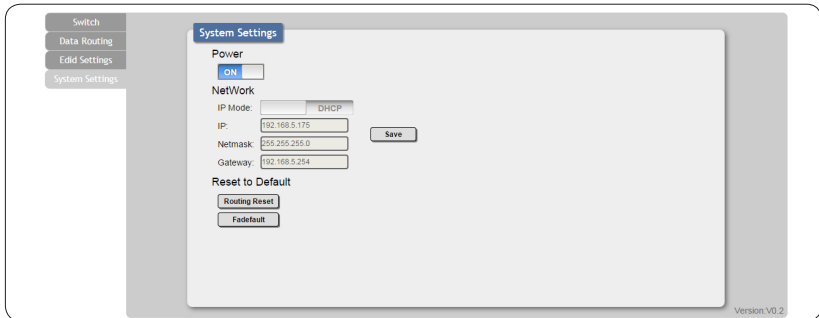 Switch
Data Routing
Edid Settings
System Settings
System Settings
Power
ON
NetWork
IP Mode: DHCP
IP: 192.168.5.175
Save
Netmask: 255.255.255.0
Gateway: 192.168.5.254
Reset to Default
Routing Reset
Fadefault
Version:V0.2